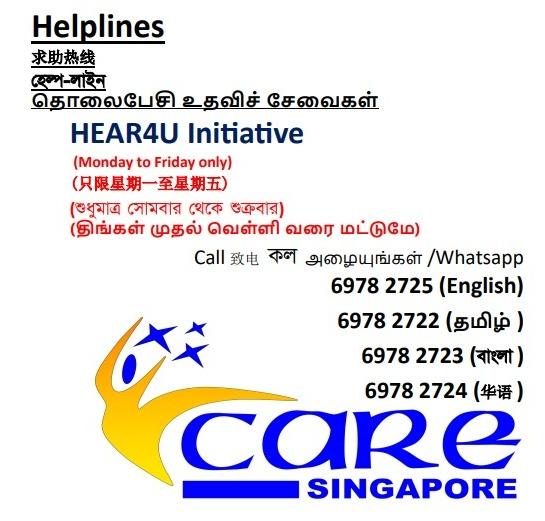 Helplines
求助热线
হেল্প-লাইন
தொலைபேசி உதவிச் சேவைகள்
HEAR4U Initiative
(Monday to Friday only)
(只限星期一至星期五)
(শুধুমাত্র সোমবার থেকে শুক্রবার)
(திங்கள் முதல் வெள்ளி வரை மட்டுமே)
Call 致电 কল அழையுங்கள் /Whatsapp
6978 2725 (English)
6978 2722 (தமிழ் )
6978 2723 (বাংলা )
6978 2724 (华语 )
CARE
SINGAPORE